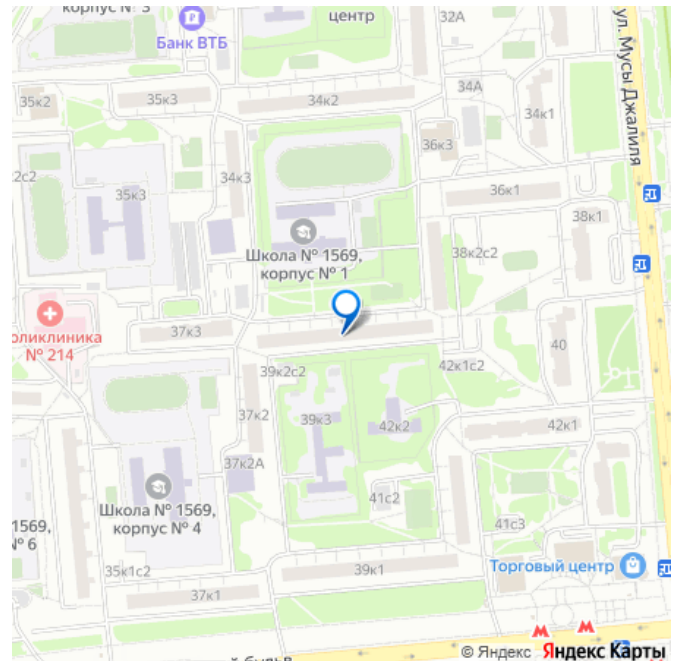 корпус № 3
центр
32А
Банк ВТБ
ул. Мусы Джалиля
35к2
35к3
34к2
34А
34к1
36к3
2с2
35к3
34к3
36к1
38к1
Школа № 1569,
корпус № 1
38к2с2
оликлиника
№ 214
37к3
40
39к2с2
42к1с2
37к2
39к3
42к2
42к1
37к2А
Школа № 1569,
корпус № 4
41с2
1569,
№ 6
41с3
35к1с2
39к1
Торговый центр
37к1
© Яндекс Яндекс Карты